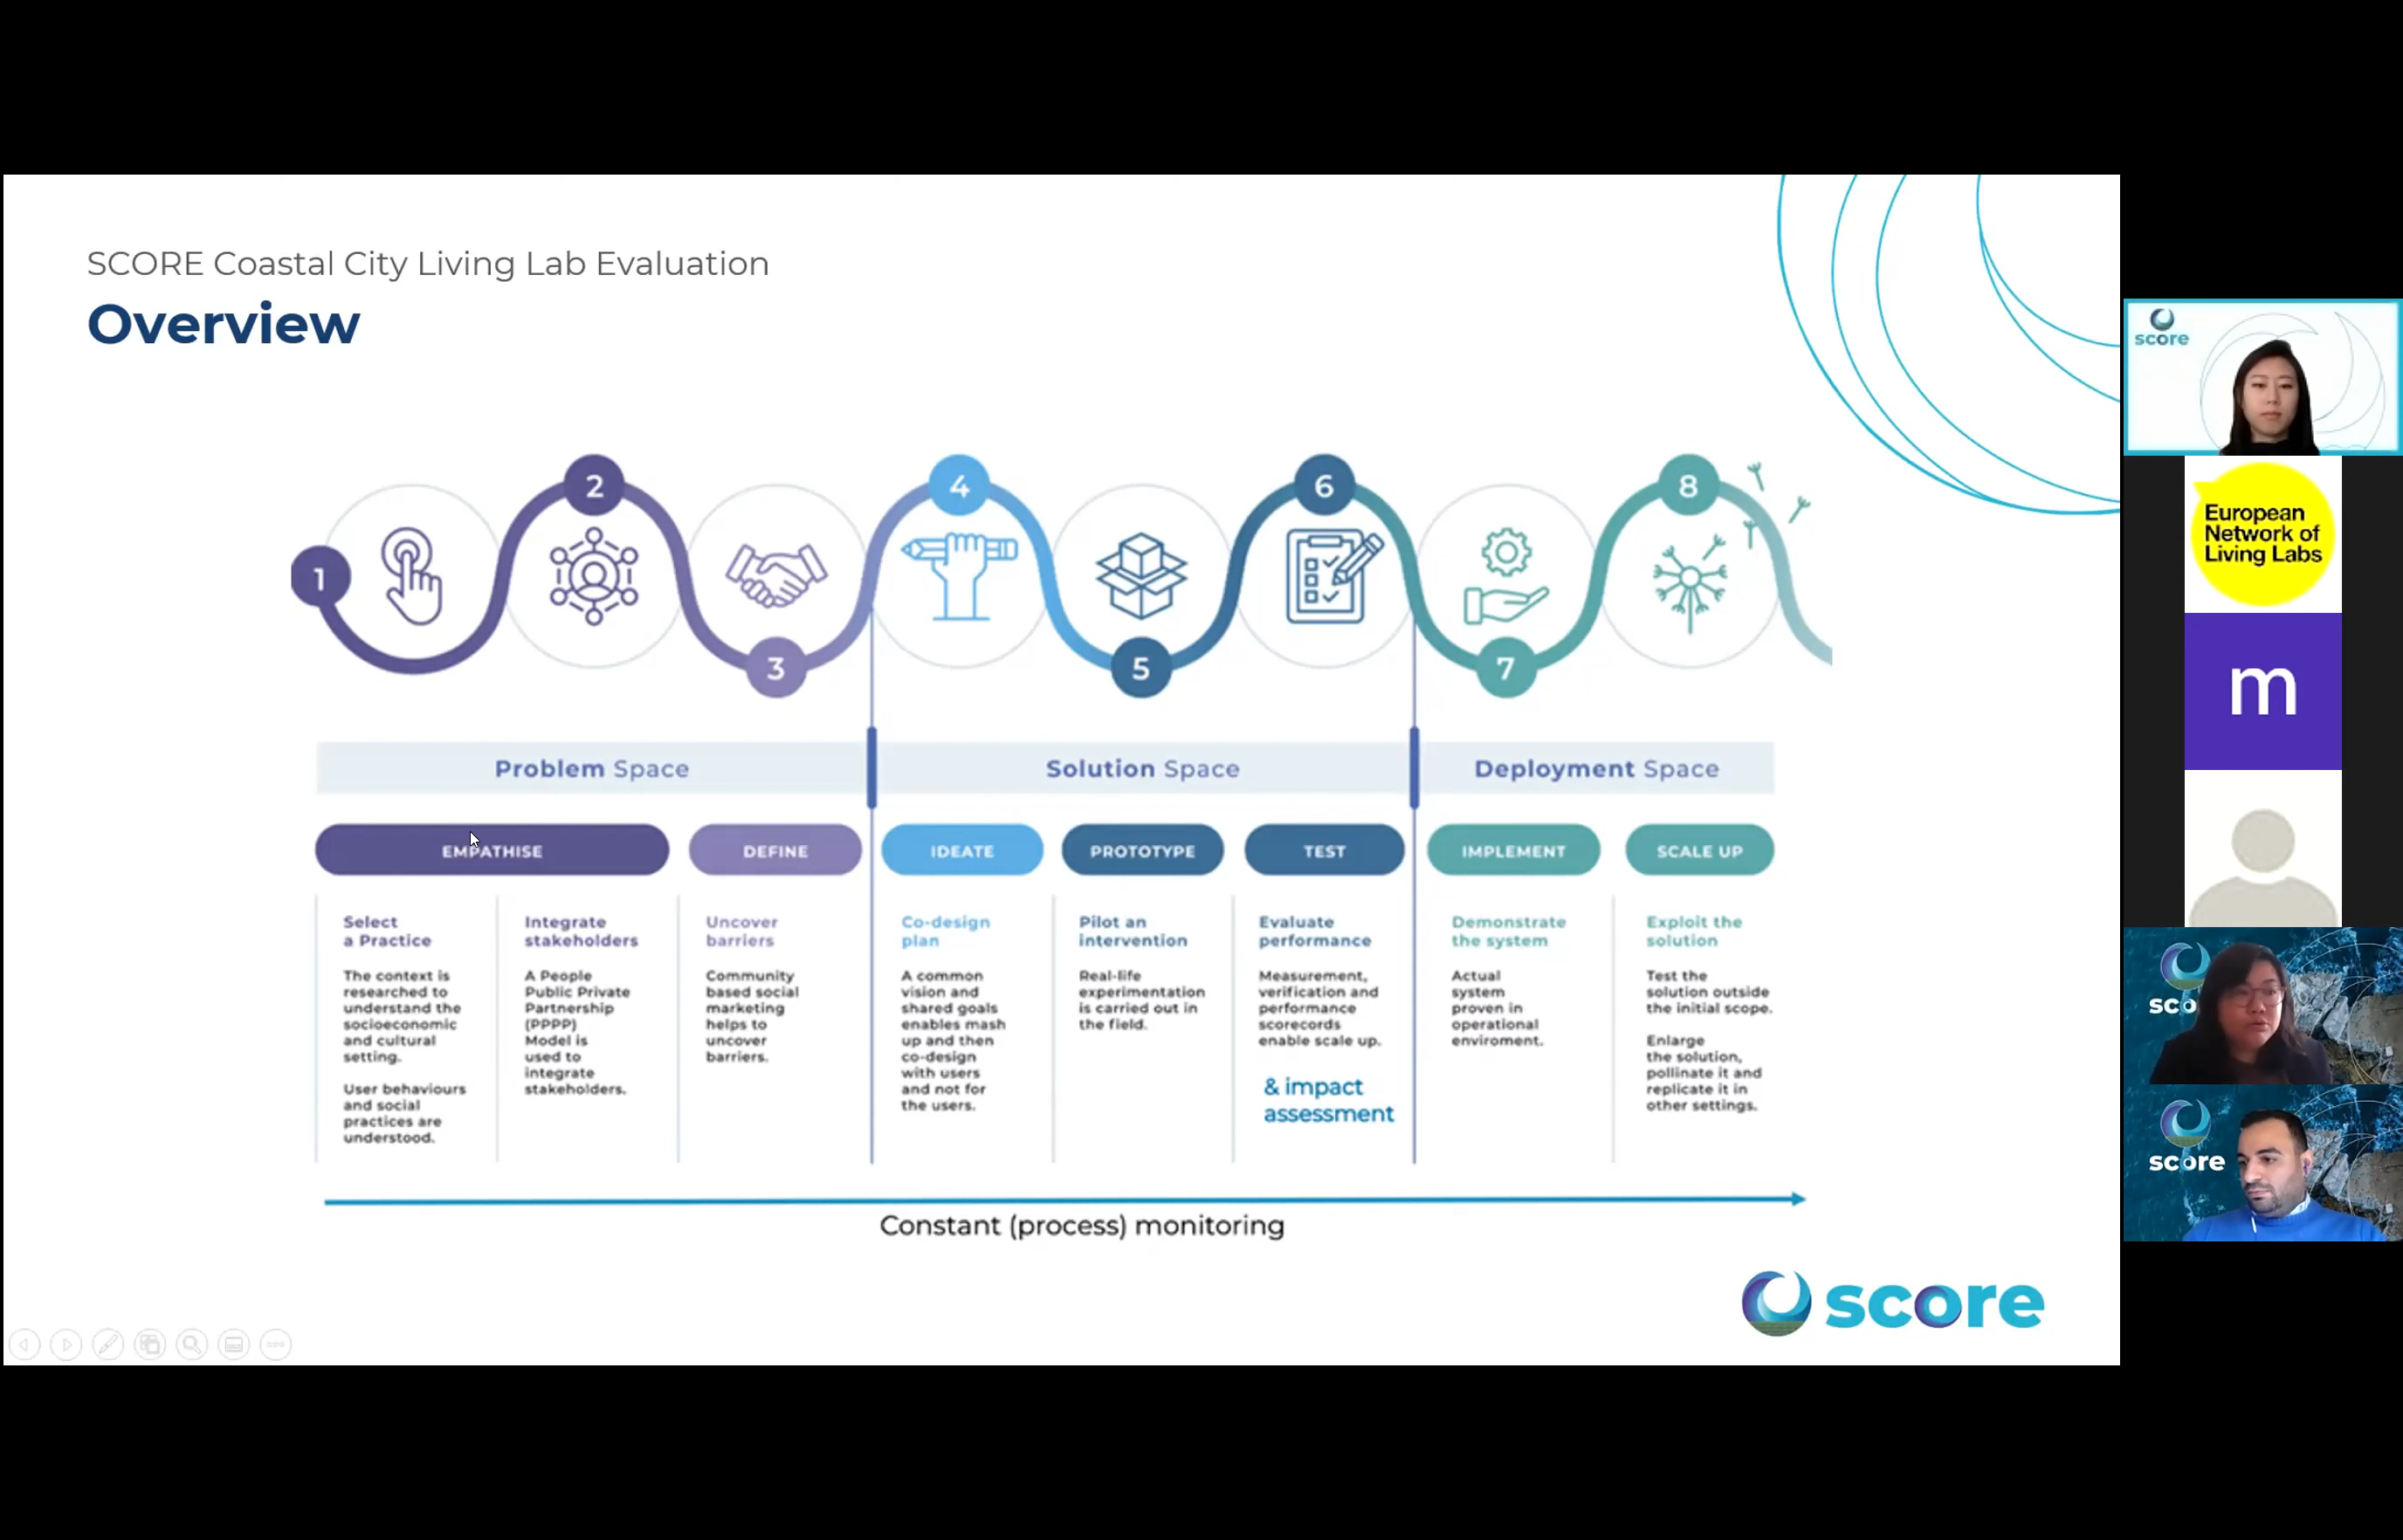 SCORE Coastal City Living Lab Evaluation
Overview
1
2
3
4
5
6
7
8
Problem Space
Solution Space
Deployment Space
EMPATHISE
DEFINE
IDEATE
PROTOTYPE
TEST
IMPLEMENT
SCALE UP
Select
a Practice
The context is
researched to
understand the
socioeconomic
and cultural
setting.
User behaviours
and social
practices are
understood.
Integrate
stakeholders
A People
Public Private
Partnership
(PPPP)
Model is
used to
integrate
stakeholders.
Uncover
barriers
Community
based social
marketing
helps to
uncover
barriers.
Co-design
plan
A common
vision and
shared goals
enables mash
up and then
co-design
with users
and not for
the users.
Pilot an
intervention
Real-life
experimentation
is carried out in
the field.
Evaluate
performance
Measurement,
verification and
performance
scorecords
enable scale up.
& impact
assessment
Demonstrate
the system
Actual
system
proven in
operational
enviroment.
Exploit the
solution
Test the
solution outside
the initial scope.
Enlarge
the solution,
pollinate it and
replicate it in
other settings.
Constant (process) monitoring
score
score
European
Network of
Living Labs
m
sco
score